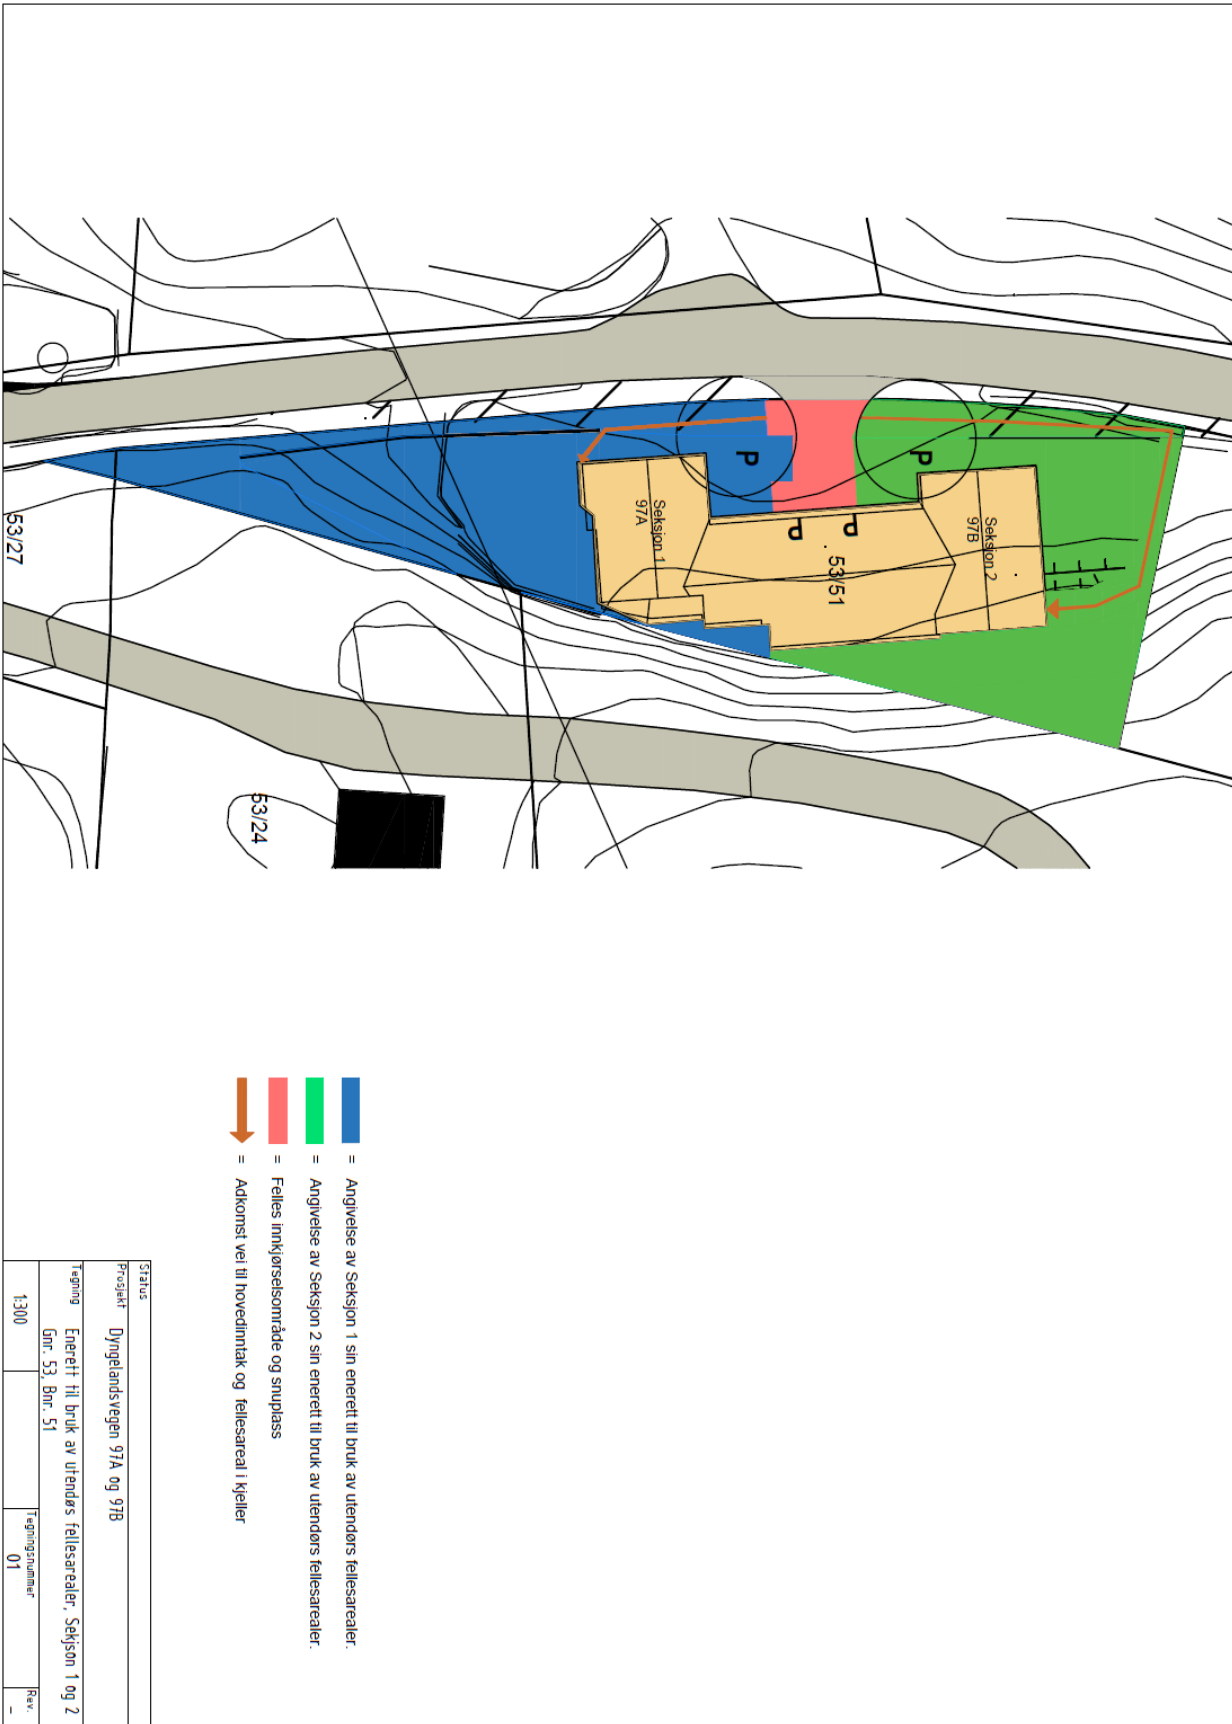 53/27
53/24
Seksjon 1
97A
P
P
P
P
. 53/51
Seksjon 2
97B
= Angivelse av Seksjon 1 sin enerett til bruk av utendørs fellesarealer.
= Angivelse av Seksjon 2 sin enerett til bruk av utendørs fellesarealer.
= Felles innkjørselsområde og snuplass
= Adkomst vei til hovedinntak og fellesareal i kjeller
Status
Prosjekt Dyngelandsvegen 97A og 97B
Tegning Enerett til bruk av utendøs fellesarealer, Sekjson 1 og 2
Gnr. 53, Bnr. 51
1:300
Tegningsnummer
01
Rev.
-